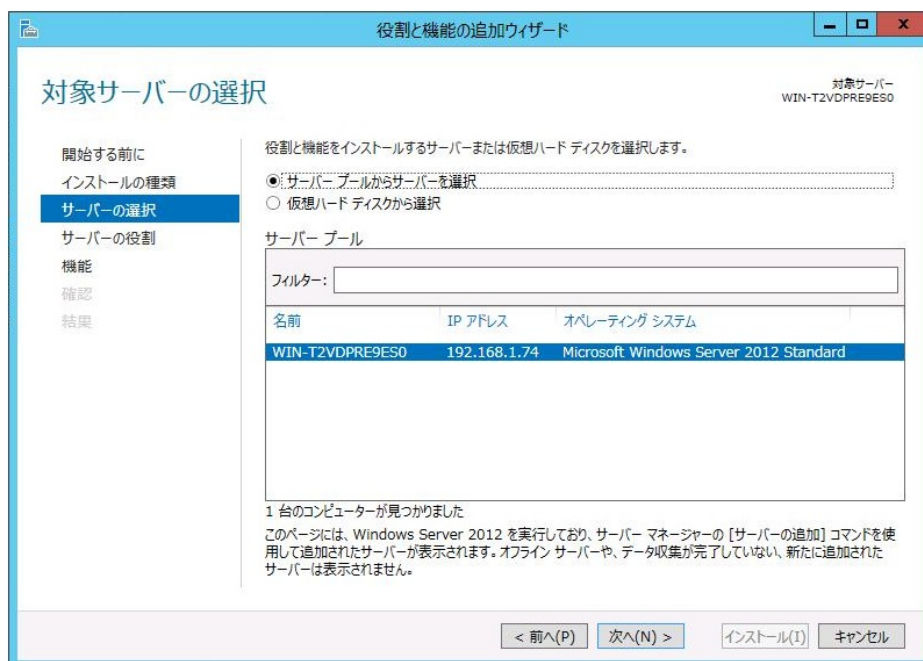 役割と機能の追加ウィザード
対象サーバーの選択
対象サーバー
WIN-T2VDPRE9ES0
開始する前に
インストールの種類
サーバーの選択
サーバーの役割
機能
確認
結果
役割と機能をインストールするサーバーまたは仮想ハード ディスクを選択します。
サーバー プールからサーバーを選択
仮想ハード ディスクから選択
サーバー プール
フィルター:
名前 IP アドレス オペレーティング システム
WIN-T2VDPRE9ES0 192.168.1.74 Microsoft Windows Server 2012 Standard
1 台のコンピューターが見つかりました
このページには、Windows Server 2012 を実行しており、サーバー マネージャーの [サーバーの追加] コマンドを使
用して追加されたサーバーが表示されます。オフライン サーバーや、データ収集が完了していない、新たに追加された
サーバーは表示されません。
< 前へ(P) 次へ(N) > インストール(I) キャンセル